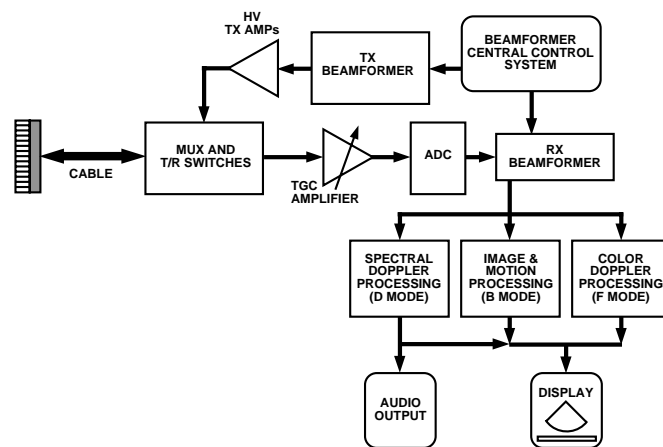 HV
TX AMPs
TX
BEAMFORMER
BEAMFORMER
CENTRAL CONTROL
SYSTEM
MUX AND
T/R SWITCHES
CABLE
TGC
AMPLIFIER
ADC
RX
BEAMFORMER
SPECTRAL
DOPPLER
PROCESSING
(D MODE)
IMAGE &
MOTION
PROCESSING
(B MODE)
COLOR
DOPPLER
PROCESSING
(F MODE)
AUDIO
OUTPUT
DISPLAY